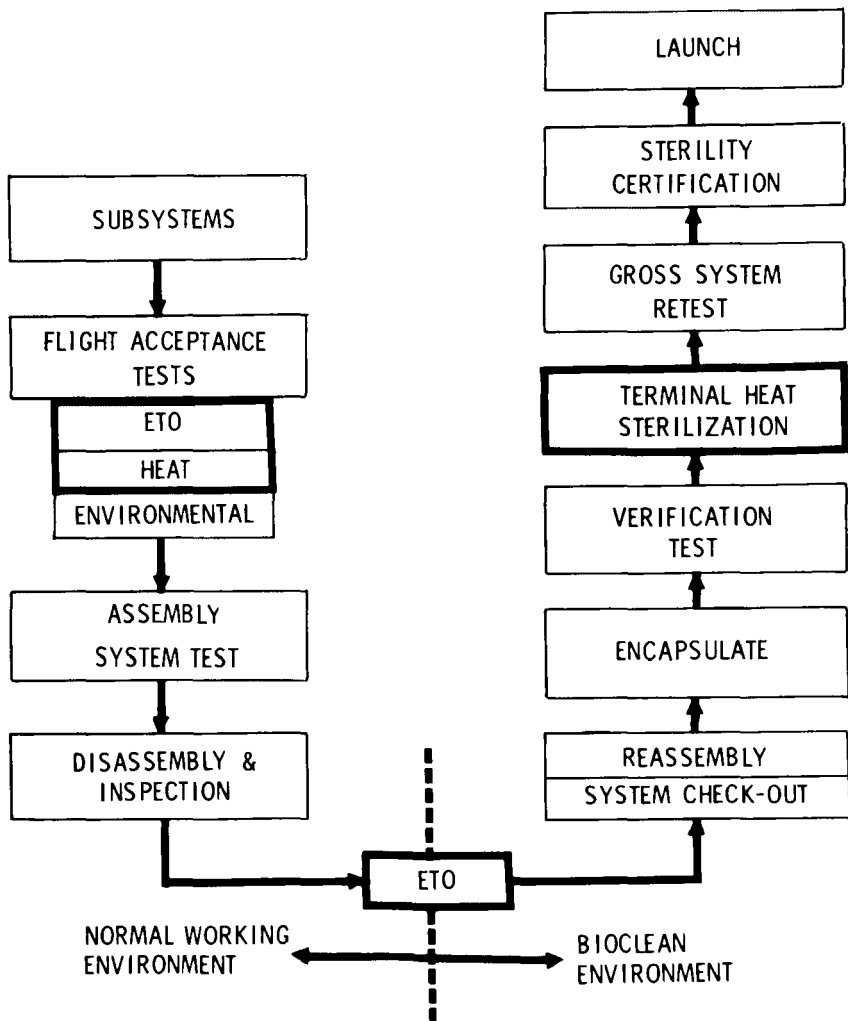 SUBSYSTEMS
FLIGHT ACCEPTANCE
TESTS
ETO
HEAT
ENVIRONMENTAL
ASSEMBLY
SYSTEM TEST
DISASSEMBLY &
INSPECTION
ETO
NORMAL WORKING
ENVIRONMENT
BIOCLEAN
ENVIRONMENT
LAUNCH
STERILITY
CERTIFICATION
GROSS SYSTEM
RETEST
TERMINAL HEAT
STERILIZATION
VERIFICATION
TEST
ENCAPSULATE
REASSEMBLY
SYSTEM CHECK-OUT